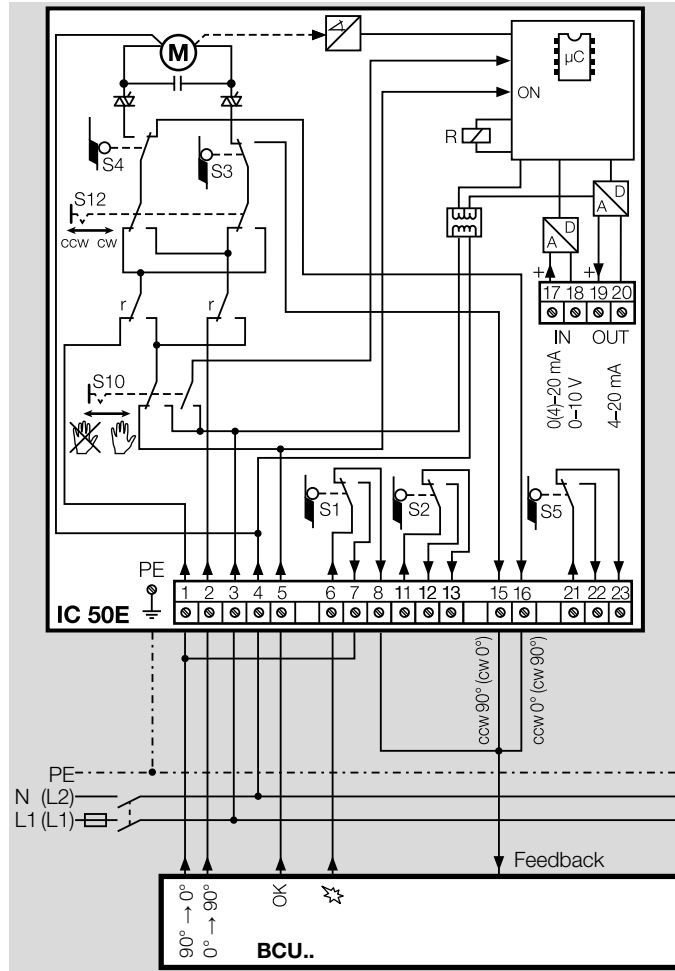 M
µC
ON
R
S4
S3
S12
ccw cw
A D
A D
+ +
17 18 19 20
IN OUT
0(4)–20 mA
0–10 V
4–20 mA
r
r
S10
S1
S2
S5
PE
1 2 3 4 5 6 7 8 11 12 13 15 16 21 22 23
IC 50E
ccw 90° (cw 0°)
ccw 0° (cw 90°)
PE
N (L2)
L1 (L1)
Feedback
90° → 0°
0° → 90°
OK
BCU..